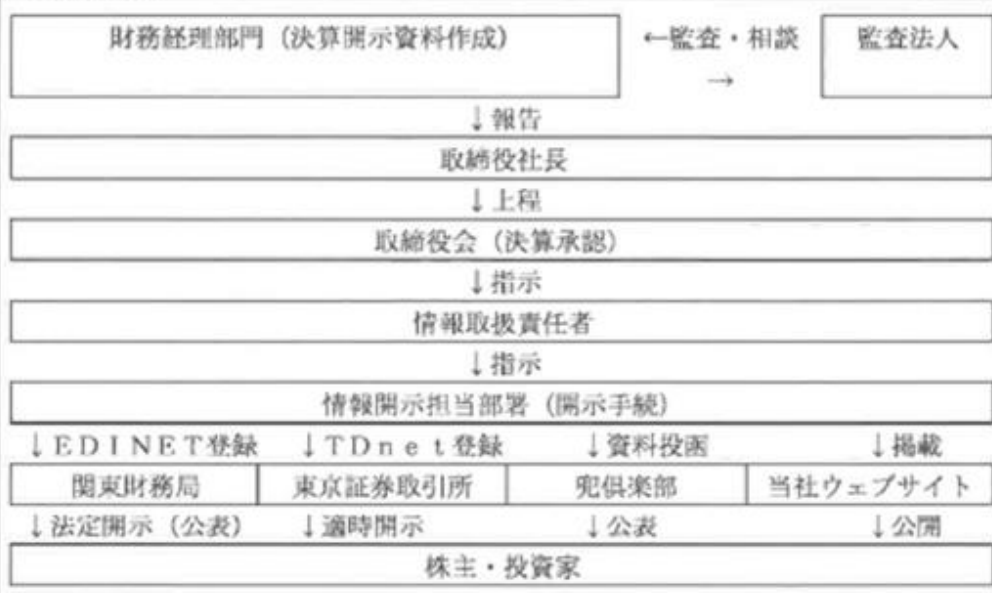 財務経理部門（決算開示資料作成） ←監査・相談 監査法人
→
↓報告
取締役社長
↓上程
取締役会（決算承認）
↓指示
情報取扱責任者
↓指示
情報開示担当部署（開示手続）
↓ＥＤＩＮＥＴ登録 ↓ＴＤｎｅｔ登録 ↓資料投函 ↓掲載
関東財務局 東京証券取引所 兜倶楽部 当社ウェブサイト
↓法定開示（公表） ↓適時開示 ↓公表 ↓公開
株主・投資家